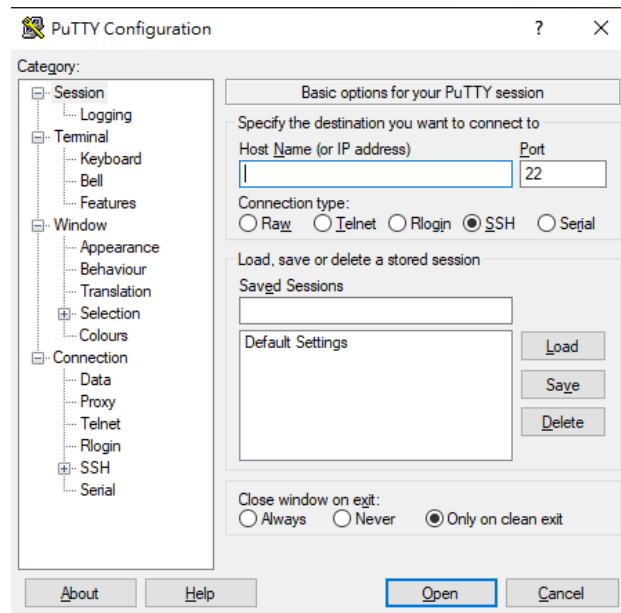 PuTTY Configuration ? ×
Category:
Session
Logging
Terminal
Keyboard
Bell
Features
Window
Appearance
Behaviour
Translation
Selection
Colours
Connection
Data
Proxy
Telnet
Rlogin
SSH
Serial
Basic options for your PuTTY session
Specify the destination you want to connect to
Host Name (or IP address) Port
22
Connection type:
Raw Telnet Rlogin SSH Serial
Load, save or delete a stored session
Saved Sessions
Default Settings
Load
Save
Delete
Close window on exit:
Always Never Only on clean exit
About Help Open Cancel